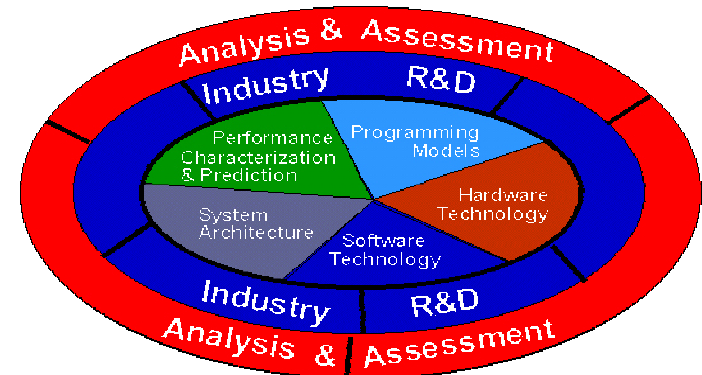 Analysis & Assessment
Industry R&D
Performance
Characterization
& Prediction
Programming
Models
Hardware
Technology
System
Architecture
Software
Technology
Industry R&D
Analysis & Assessment